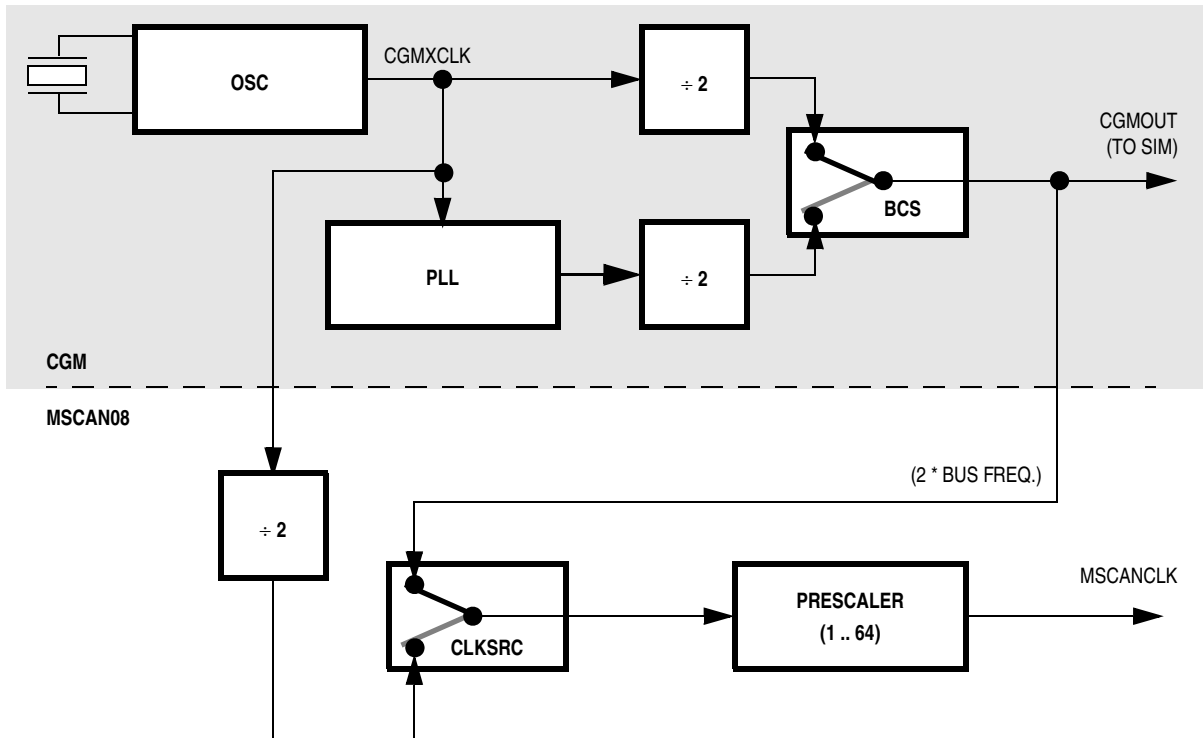 CGMXCLK
OSC
÷ 2
CGMOUT
(TO SIM)
BCS
PLL
÷ 2
CGM
MSCAN08
(2 * BUS FREQ.)
÷ 2
MSCANCLK
PRESCALER
(1 .. 64)
CLKSRC